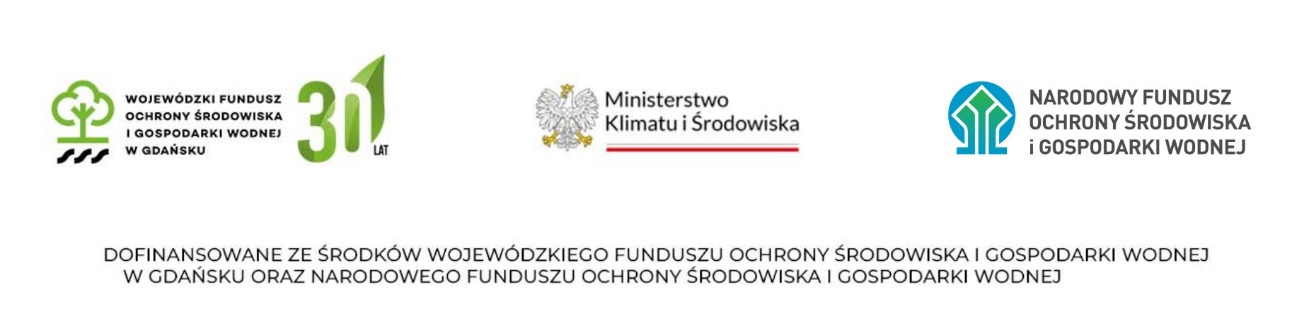 WOJEWÓDZKI FUNDUSZ
OCHRONY ŚRODOWISKA
I GOSPODARKI WODNEJ
W GDAŃSKU
30
LAT
Ministerstwo
Klimatu i Środowiska
NARODOWY FUNDUSZ
OCHRONY ŚRODOWISKA
i GOSPODARKI WODNEJ
DOFINANSOWANE ZE ŚRODKÓW WOJEWÓDZKIEGO FUNDUSZU OCHRONY ŚRODOWISKA I GOSPODARKI WODNEJ
W GDAŃSKU ORAZ NARODOWEGO FUNDUSZU OCHRONY ŚRODOWISKA I GOSPODARKI WODNEJ